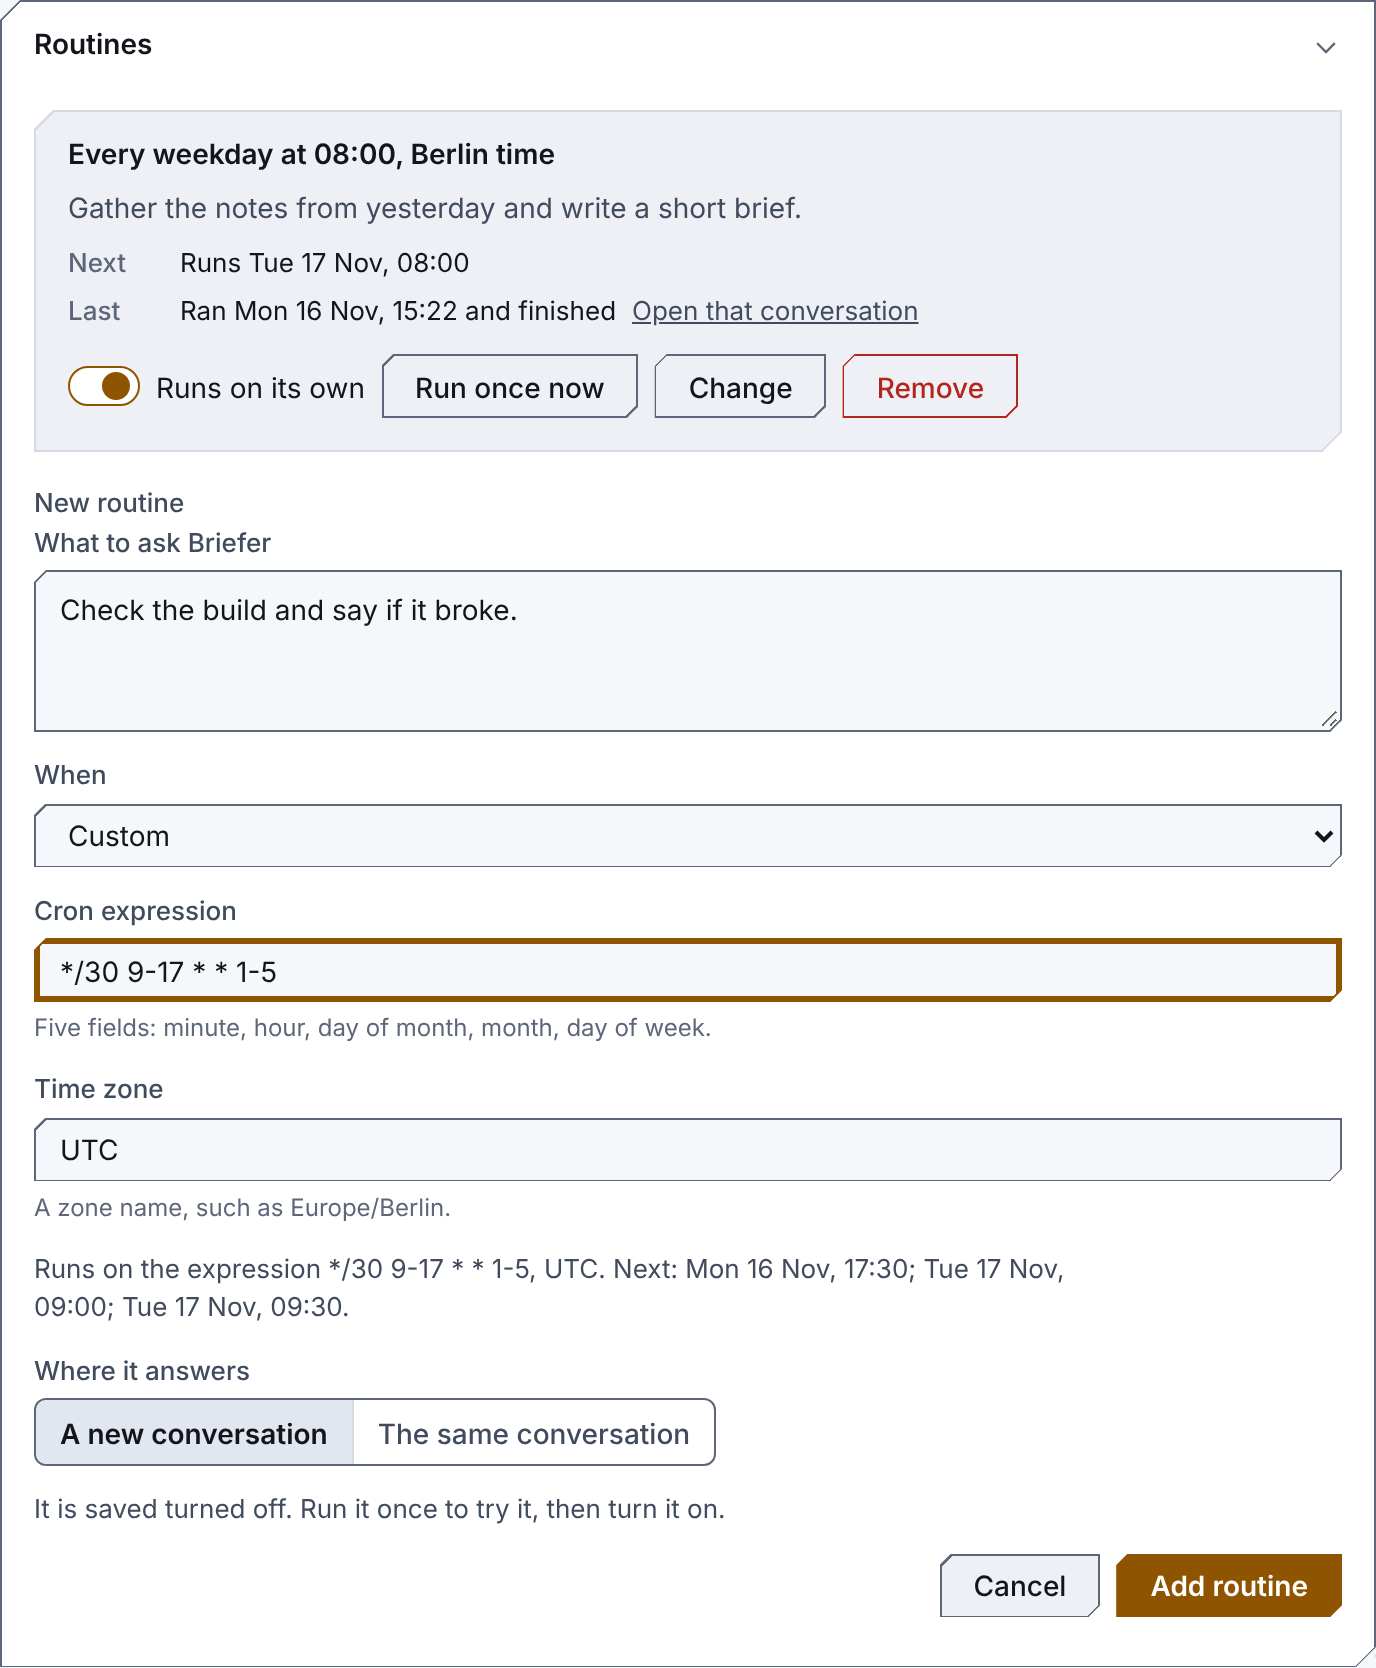 Routines
Every weekday at 08:00, Berlin time
Gather the notes from yesterday and write a short brief.
Next Runs Tue 17 Nov, 08:00
Last Ran Mon 16 Nov, 15:22 and finished Open that conversation
Runs on its own Run once now Change Remove
New routine
What to ask Briefer
Check the build and say if it broke.
When
Custom
Cron expression
*/30 9-17 * * 1-5
Five fields: minute, hour, day of month, month, day of week.
Time zone
UTC
A zone name, such as Europe/Berlin.
Runs on the expression */30 9-17 * * 1-5, UTC. Next: Mon 16 Nov, 17:30; Tue 17 Nov,
09:00; Tue 17 Nov, 09:30.
Where it answers
A new conversation The same conversation
It is saved turned off. Run it once to try it, then turn it on.
Cancel Add routine